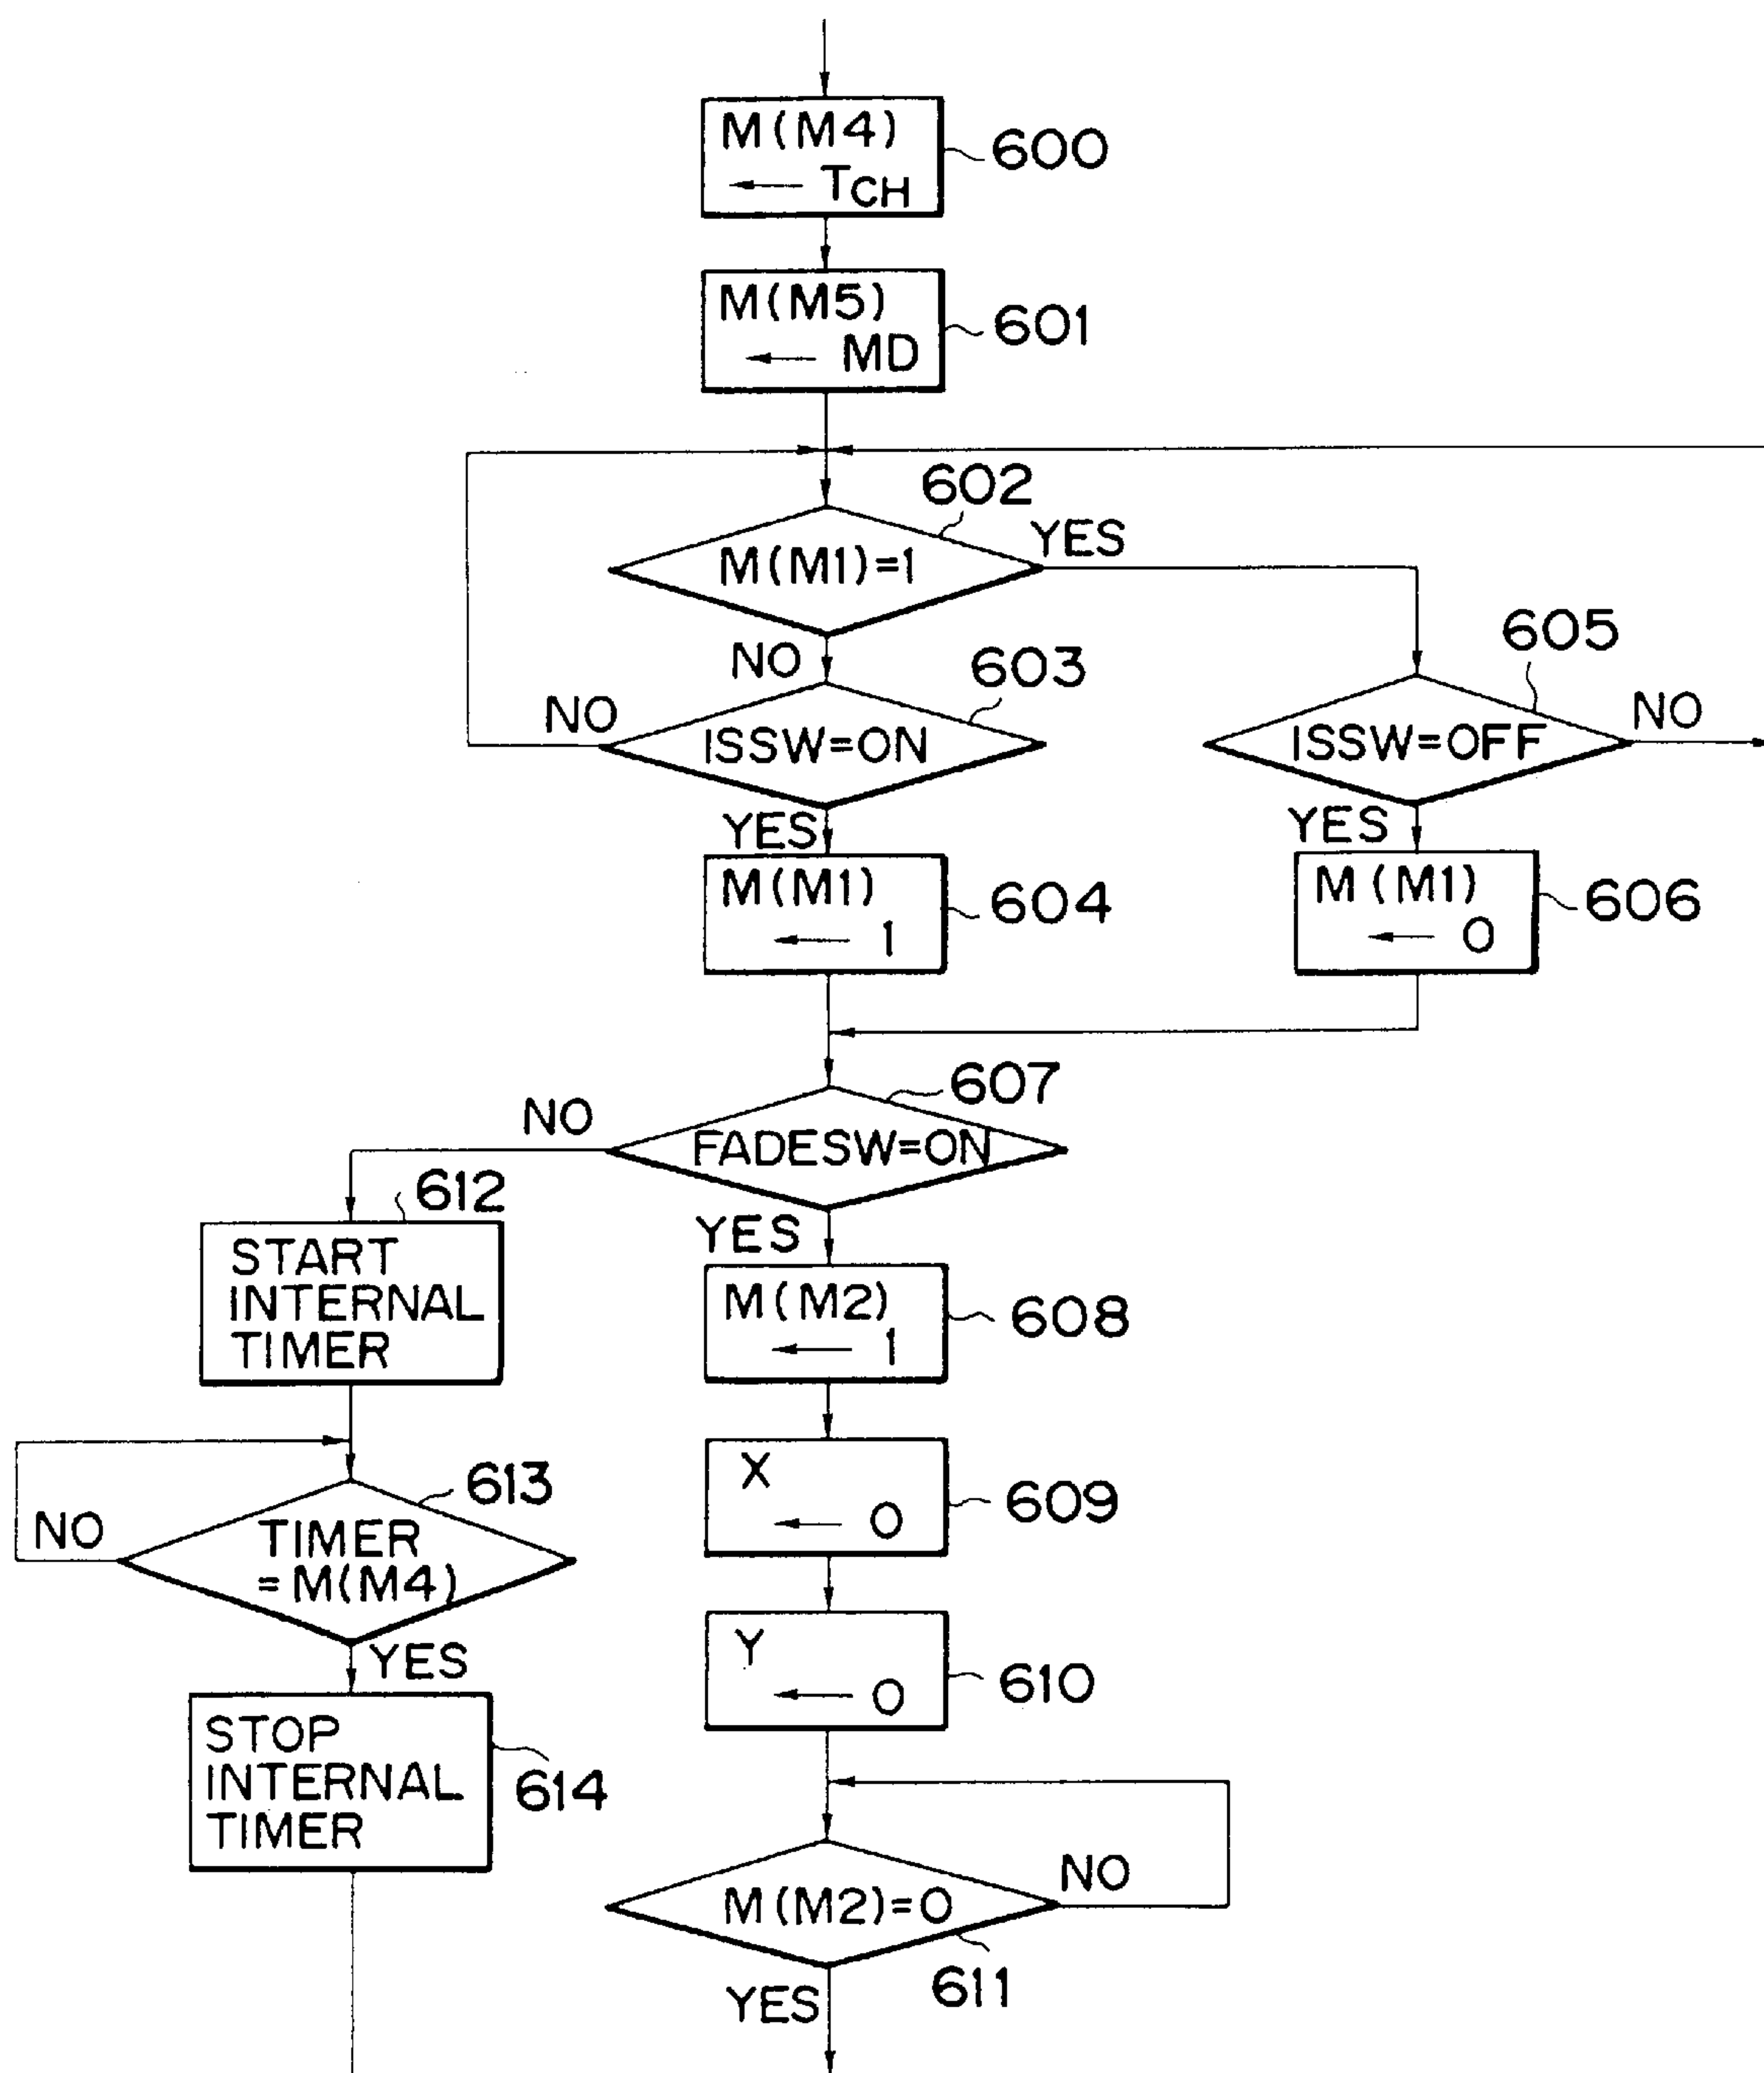 M(M4)
← TCH
600
M(M5)
← MD
601
602
M(M1)=1
YES
NO
603
ISSW=ON
NO
YES
605
ISSW=OFF
NO
YES
M(M1)
← 1
604
M(M1)
← 0
606
607
FADESW=ON
NO
YES
612
START
INTERNAL
TIMER
M(M2)
← 1
608
X
← 0
609
613
TIMER
=M(M4)
NO
YES
Y
← 0
610
STOP
INTERNAL
TIMER
614
M(M2)=0
NO
611
YES